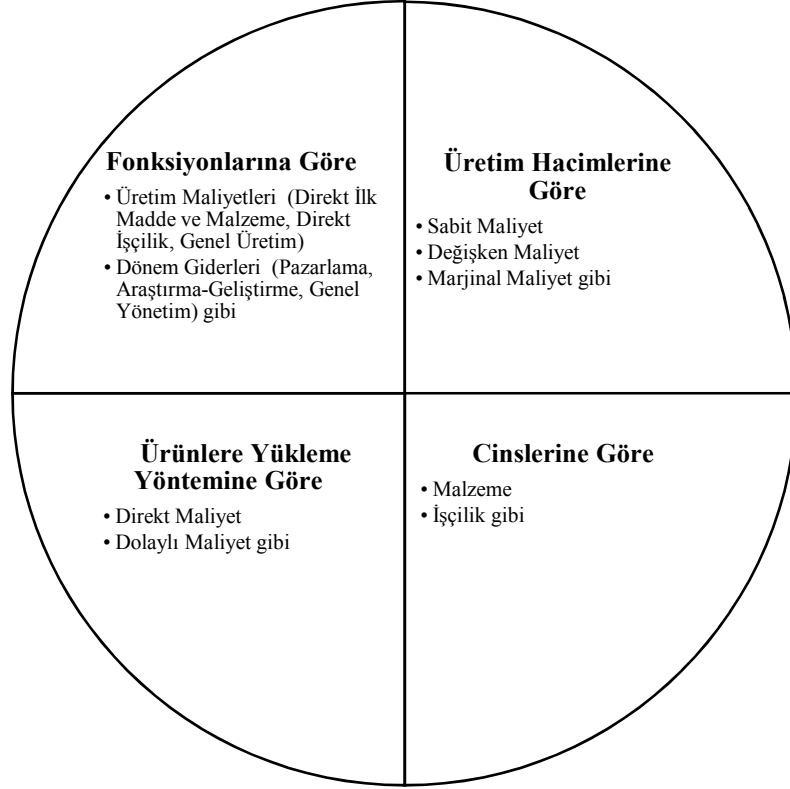 Fonksiyonlarına Göre
• Üretim Maliyetleri (Direkt İlk
Madde ve Malzeme, Direkt
İşçilik, Genel Üretim)
• Dönem Giderleri (Pazarlama,
Araştırma-Geliştirme, Genel
Yönetim) gibi
Üretim Hacimlerine
Göre
• Sabit Maliyet
• Değişken Maliyet
• Marjinal Maliyet gibi
Ürünlere Yükleme
Yöntemine Göre
• Direkt Maliyet
• Dolaylı Maliyet gibi
Cinslerine Göre
• Malzeme
• İşçilik gibi